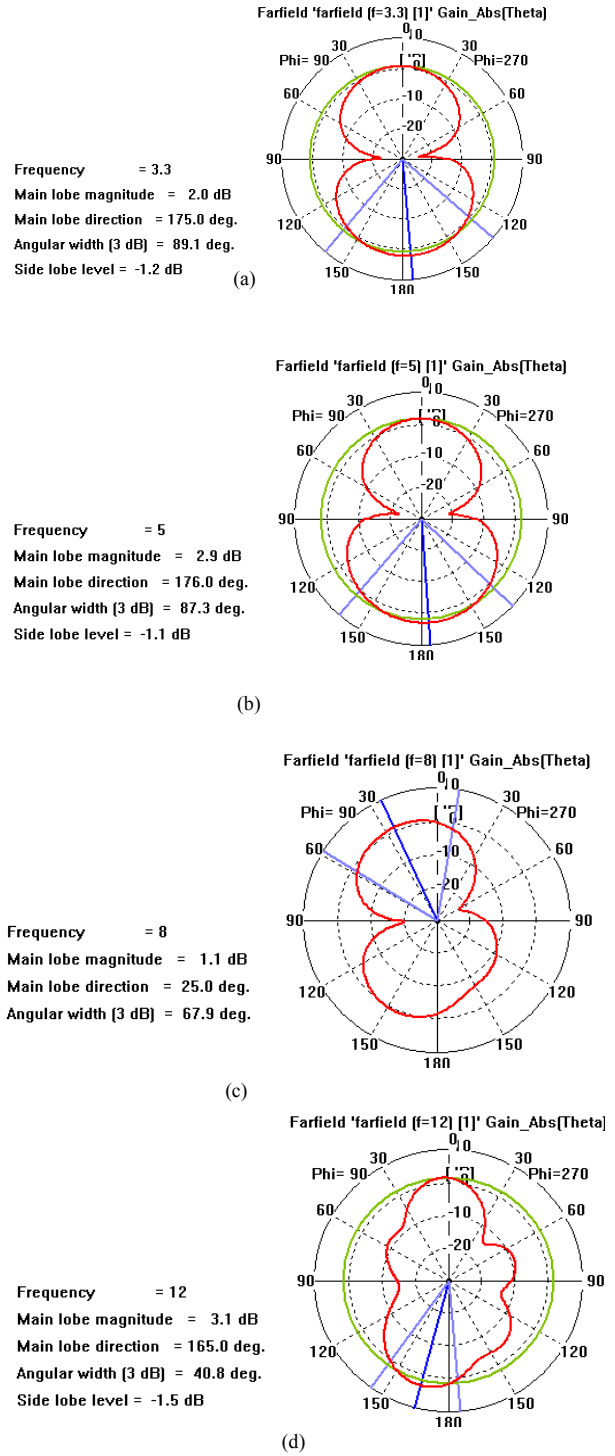 Farfield 'farfield (f=3.3) [1]' Gain_Abs(Theta)
0
10
30
30
Phi= 90
Phi=270
0
60
60
-10
-20
90
90
120
120
150
150
180
Frequency = 3.3
Main lobe magnitude = 2.0 dB
Main lobe direction = 175.0 deg.
Angular width (3 dB) = 89.1 deg.
Side lobe level = -1.2 dB
(a)
Farfield 'farfield (f=5) [1]' Gain_Abs(Theta)
0
10
30
30
Phi= 90
Phi=270
0
60
60
-10
-20
90
90
120
120
150
150
180
Frequency = 5
Main lobe magnitude = 2.9 dB
Main lobe direction = 176.0 deg.
Angular width (3 dB) = 87.3 deg.
Side lobe level = -1.1 dB
(b)
Farfield 'farfield (f=8) [1]' Gain_Abs(Theta)
0
10
30
30
Phi= 90
Phi=270
0
60
60
-10
-20
90
90
120
120
150
150
180
Frequency = 8
Main lobe magnitude = 1.1 dB
Main lobe direction = 25.0 deg.
Angular width (3 dB) = 67.9 deg.
(c)
Farfield 'farfield (f=12) [1]' Gain_Abs(Theta)
0
10
30
30
Phi= 90
Phi=270
0
60
60
-10
-20
90
90
120
120
150
150
180
Frequency = 12
Main lobe magnitude = 3.1 dB
Main lobe direction = 165.0 deg.
Angular width (3 dB) = 40.8 deg.
Side lobe level = -1.5 dB
(d)